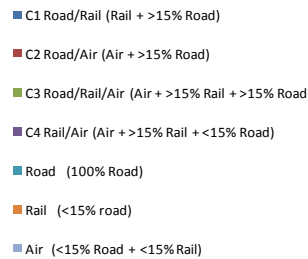 C1 Road/Rail (Rail + >15% Road)
C2 Road/Air (Air + >15% Road)
C3 Road/Rail/Air (Air + >15% Rail + >15% Road
C4 Rail/Air (Air + >15% Rail + <15% Road)
Road (100% Road)
Rail (<15% road)
Air (<15% Road + <15% Rail)